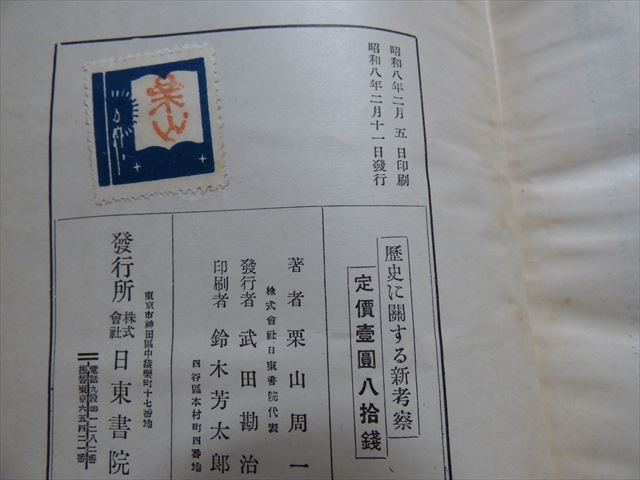 昭和八年二月五日印刷
昭和八年二月十一日發行
歷史に關する新考察
定價壹圓八拾錢
著者 栗山周一
株式會社日東書院代表
發行者 武田勘治
印刷者 鈴木芳太郎
四谷區本村町四番地
東京市神田區中猿樂町十七番地
發行所 株式會社 日東書院